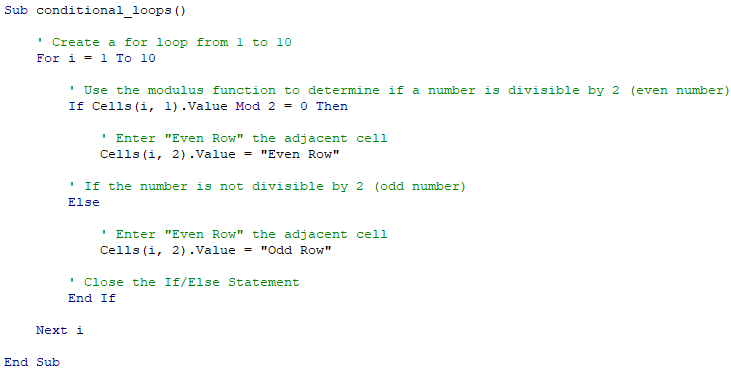 Sub conditional_loops()
' Create a for loop from 1 to 10
For i = 1 To 10
' Use the modulus function to determine if a number is divisible by 2 (even number)
If Cells(i, 1).Value Mod 2 = 0 Then
' Enter "Even Row" the adjacent cell
Cells(i, 2).Value = "Even Row"
' If the number is not divisible by 2 (odd number)
Else
' Enter "Even Row" the adjacent cell
Cells(i, 2).Value = "Odd Row"
' Close the If/Else Statement
End If
Next i
End Sub